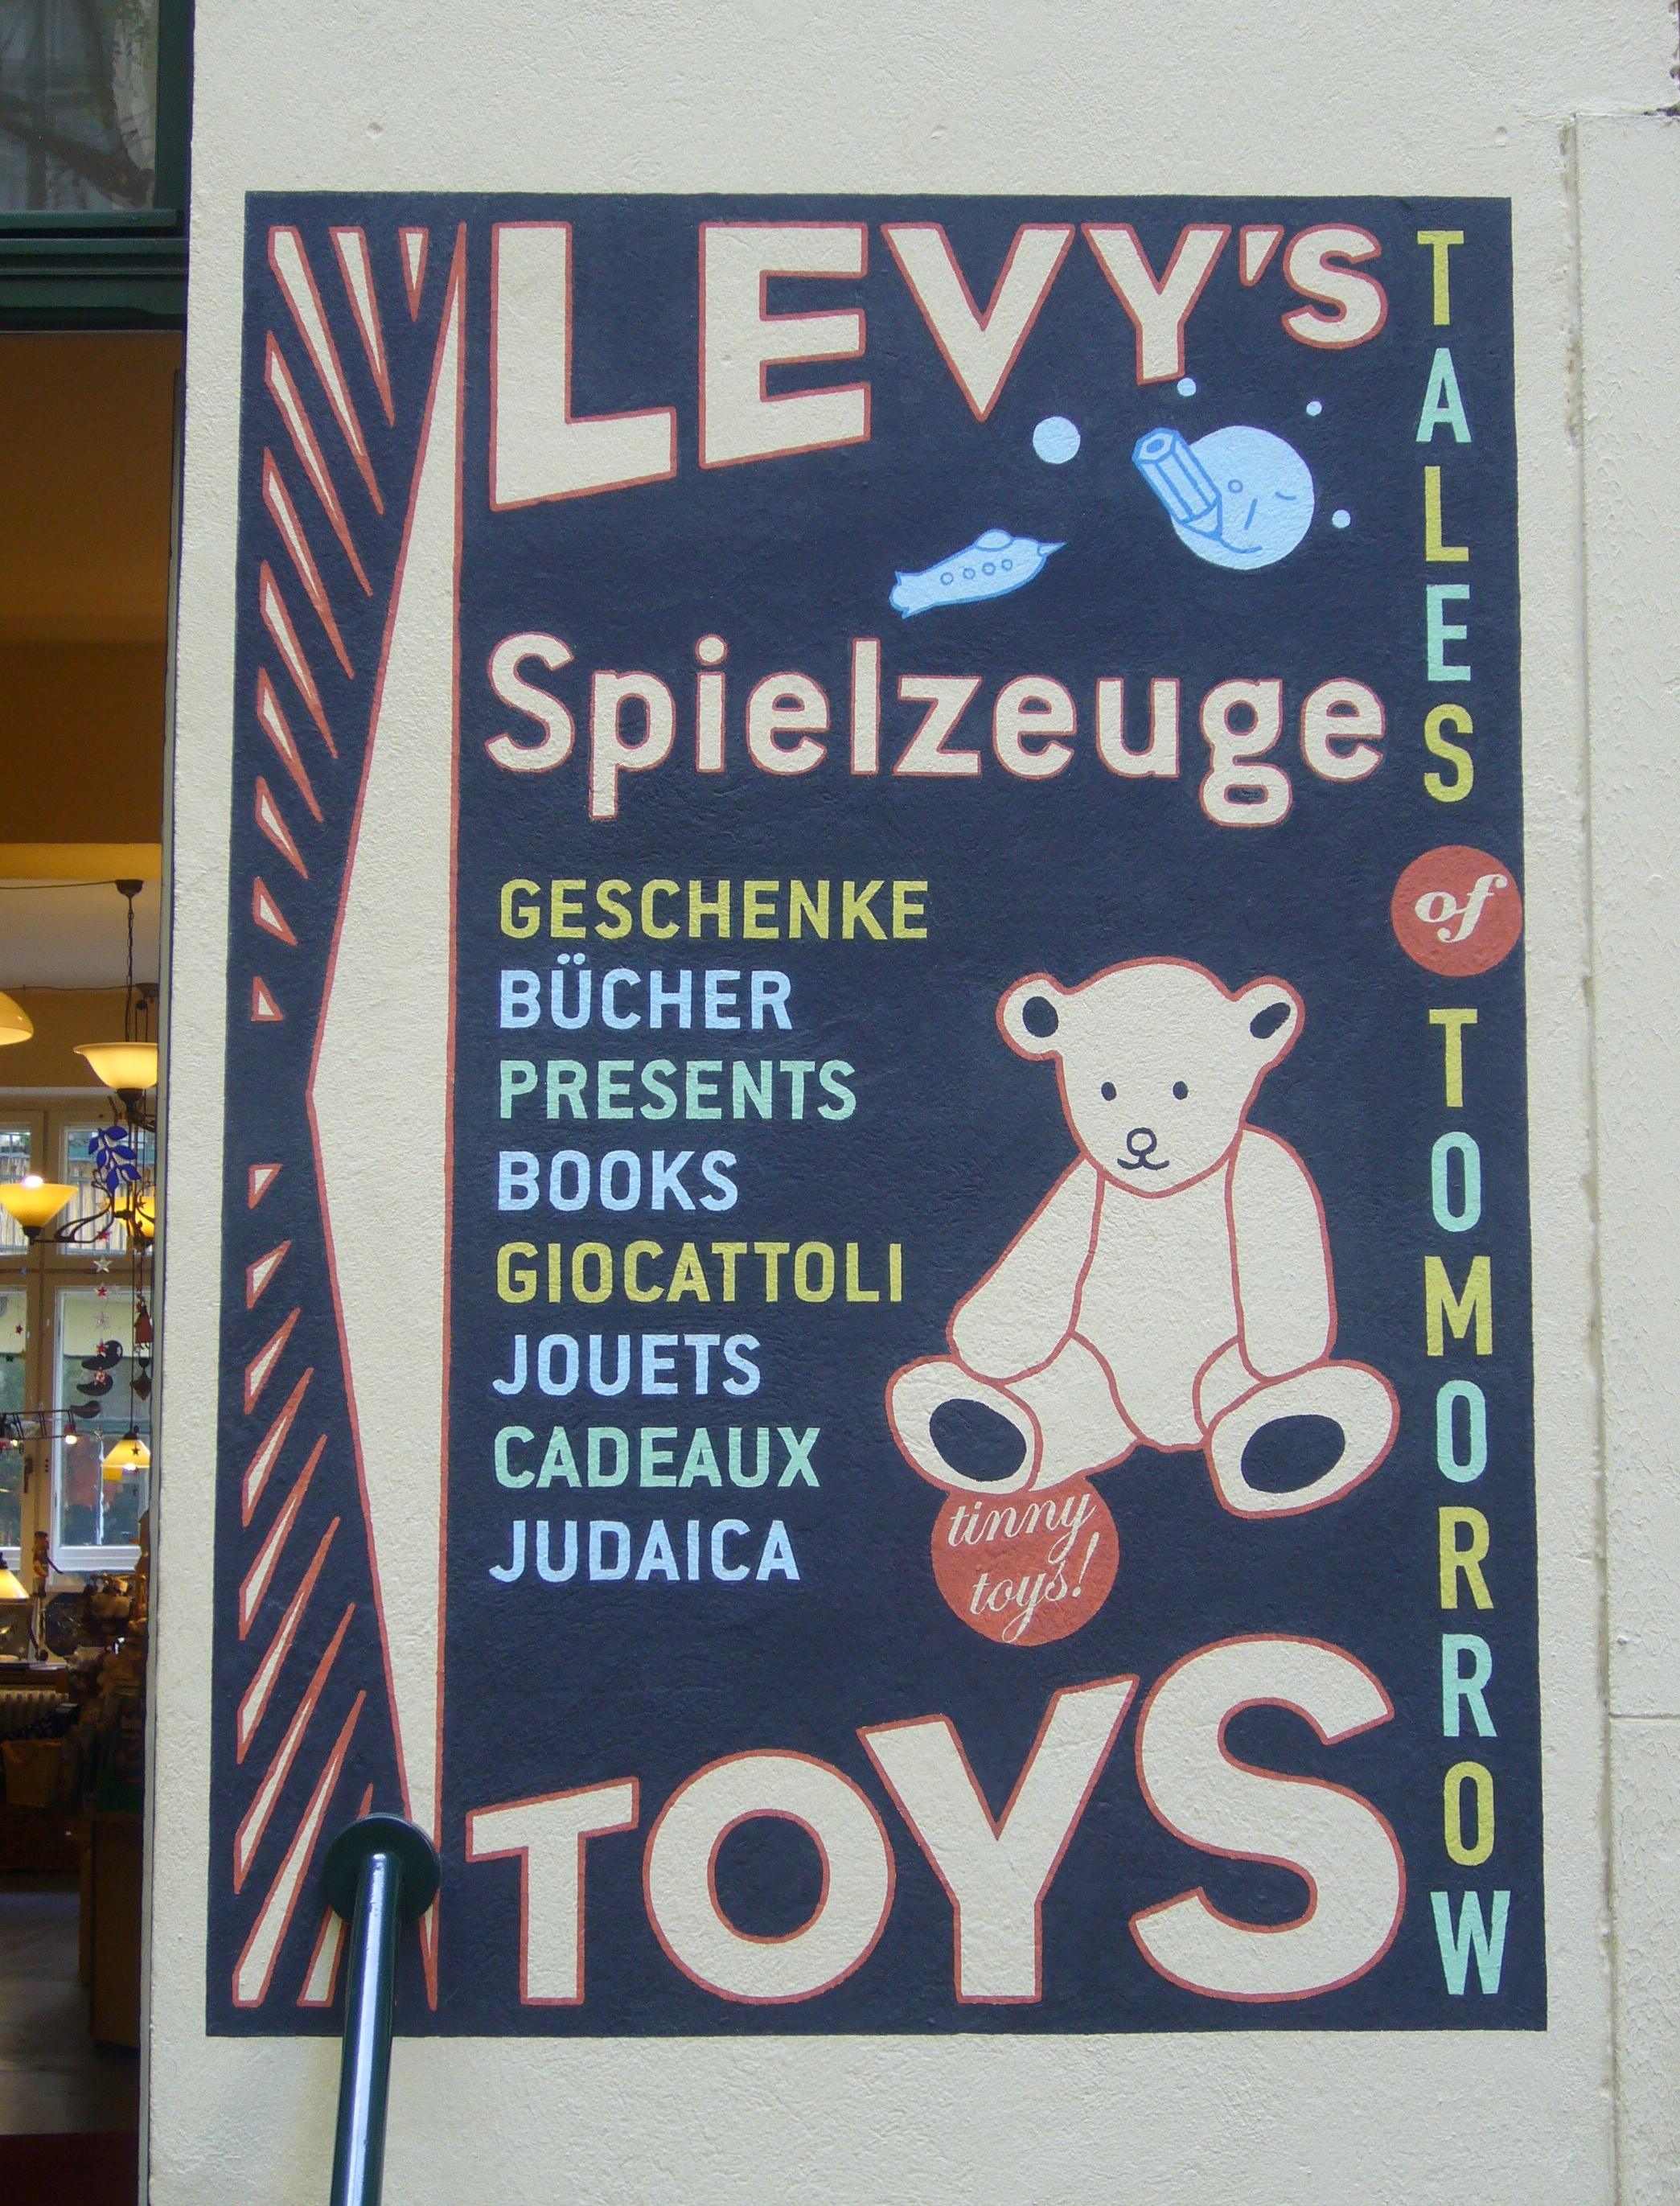 LEVY'S
Spielzeuge
GESCHENKE
BÜCHER
PRESENTS
BOOKS
GIOCATTOLI
JOUETS
CADEAUX
JUDAICA
tinny
toys!
TOYS
TALES of TOMORROW